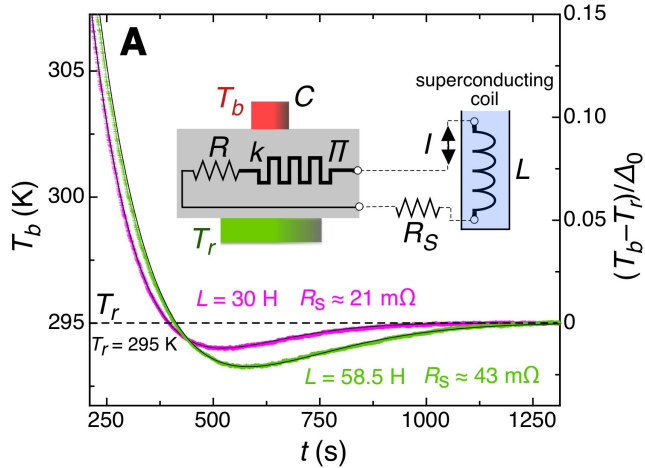 A
305
300
295
T_b (K)
250
500
750
1000
1250
t (s)
0.15
0.10
0.05
0
(T_b−T_r)/Δ_0
superconducting
coil
T_b
C
R
k
Π
I
L
T_r
R_S
T_r
T_r = 295 K
L = 30 H R_S ≈ 21 mΩ
L = 58.5 H R_S ≈ 43 mΩ